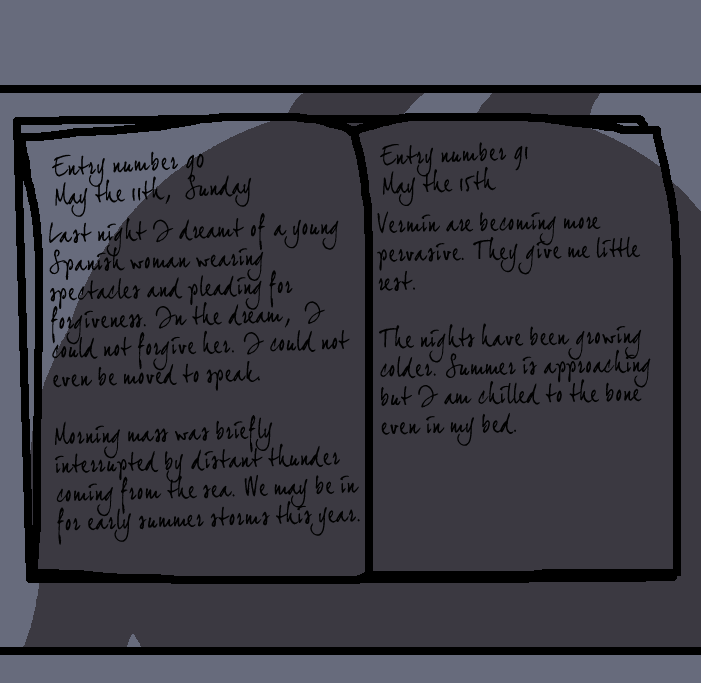 Entry number 90
May the 11th, Sunday
Last night I dreamt of a young
Spanish woman wearing
spectacles and pleading for
forgiveness. In the dream, I
could not forgive her. I could not
even be moved to speak.
Morning mass was briefly
interrupted by distant thunder
coming from the sea. We may be in
for early summer storms this year.
Entry number 91
May the 15th
Vermin are becoming more
pervasive. They give me little
rest.
The nights have been growing
colder. Summer is approaching
but I am chilled to the bone
even in my bed.